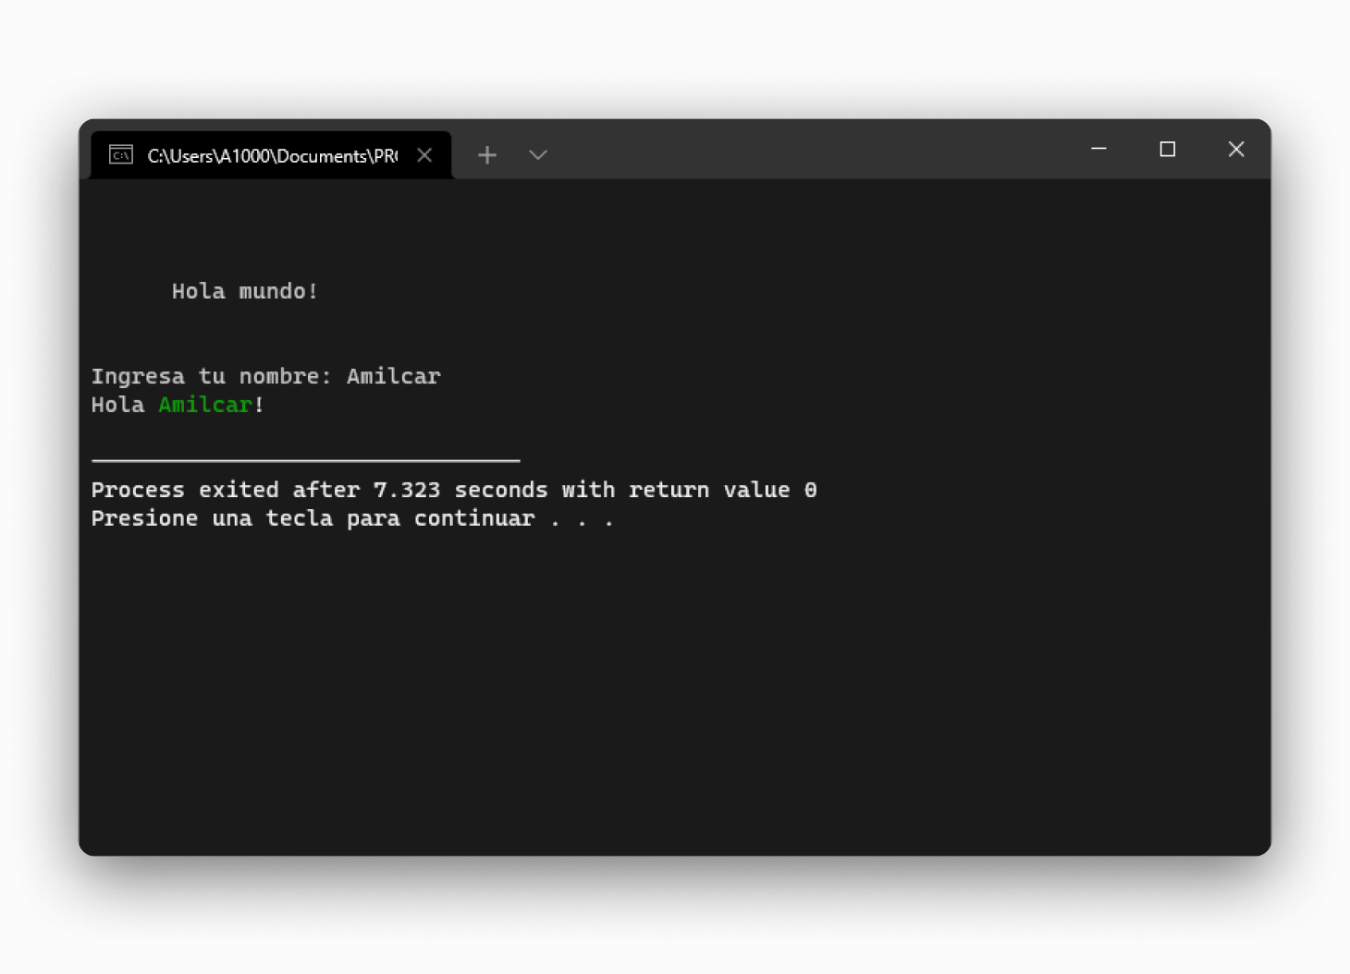 C:\Users\A1000\Documents\PR
Hola mundo!
Ingresa tu nombre: Amilcar
Hola Amilcar!
Process exited after 7.323 seconds with return value 0
Presione una tecla para continuar . . .